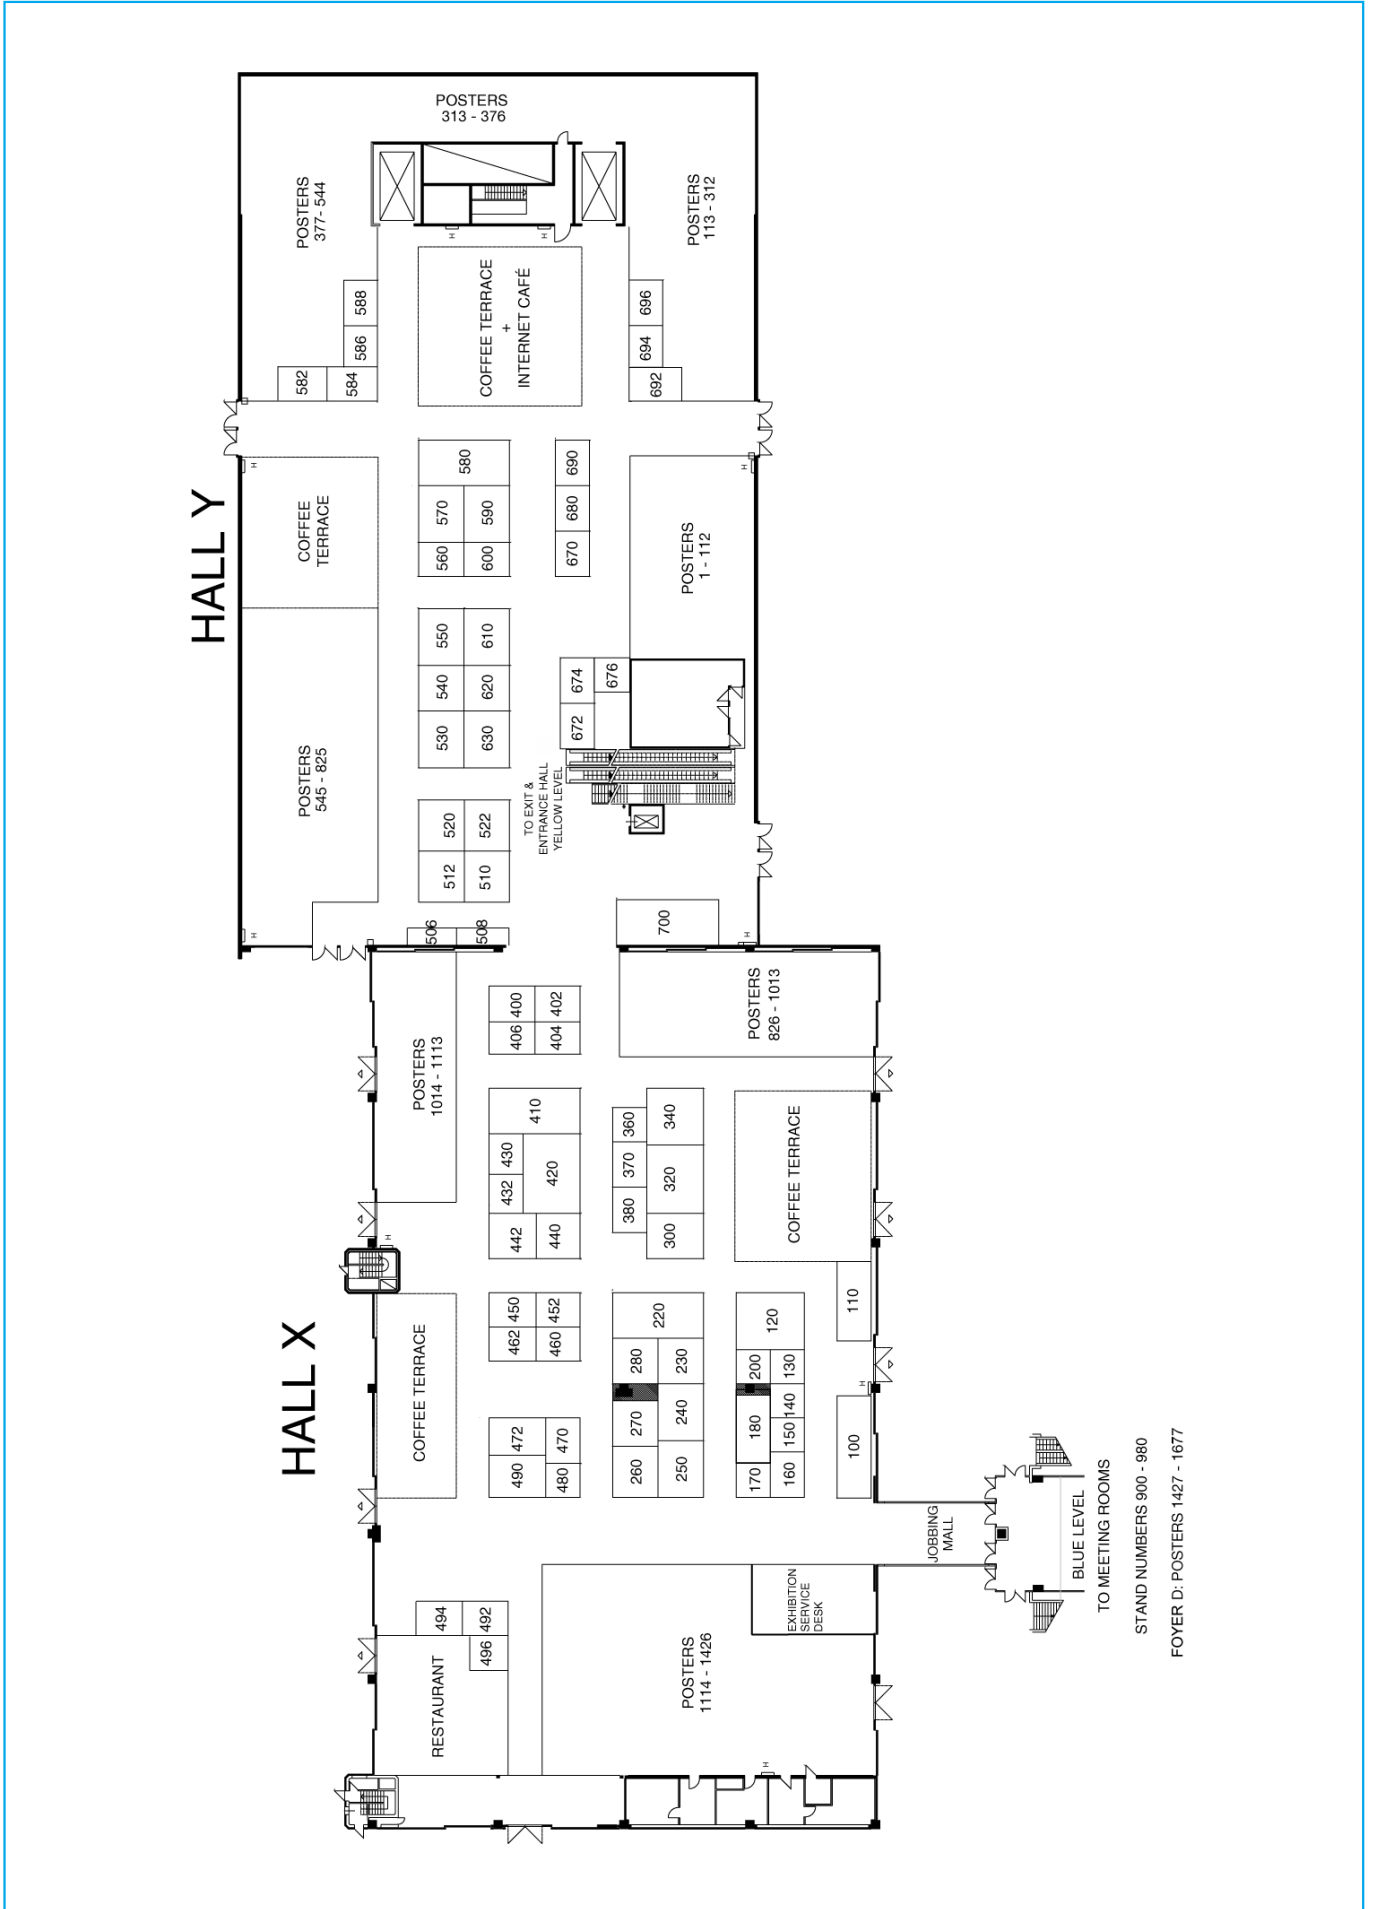 POSTERS
313 - 376
POSTERS
377- 544
POSTERS
113 - 312
H
H
COFFEE TERRACE
+
INTERNET CAFÉ
588
586
582
584
696
694
692
HALL Y
H
COFFEE
TERRACE
580
570
590
560
600
690
680
670
H
POSTERS
1 - 112
550
610
540
620
530
630
674
676
672
POSTERS
545 - 825
TO EXIT &
ENTRANCE HALL
YELLOW LEVEL
520
522
512
510
H
506
508
700
H
POSTERS
1014 - 1113
400
402
406
404
POSTERS
826 - 1013
410
430
420
432
442
440
360
340
370
320
380
300
COFFEE TERRACE
H
HALL X
COFFEE TERRACE
450
452
462
460
220
280
230
270
240
260
250
120
200
130
140
180
150
170
160
110
H
100
472
470
490
480
JOBBING
MALL
BLUE LEVEL
TO MEETING ROOMS
STAND NUMBERS 900 - 980
FOYER D: POSTERS 1427 - 1677
494
492
496
RESTAURANT
EXHIBITION
SERVICE
DESK
POSTERS
1114 - 1426
H